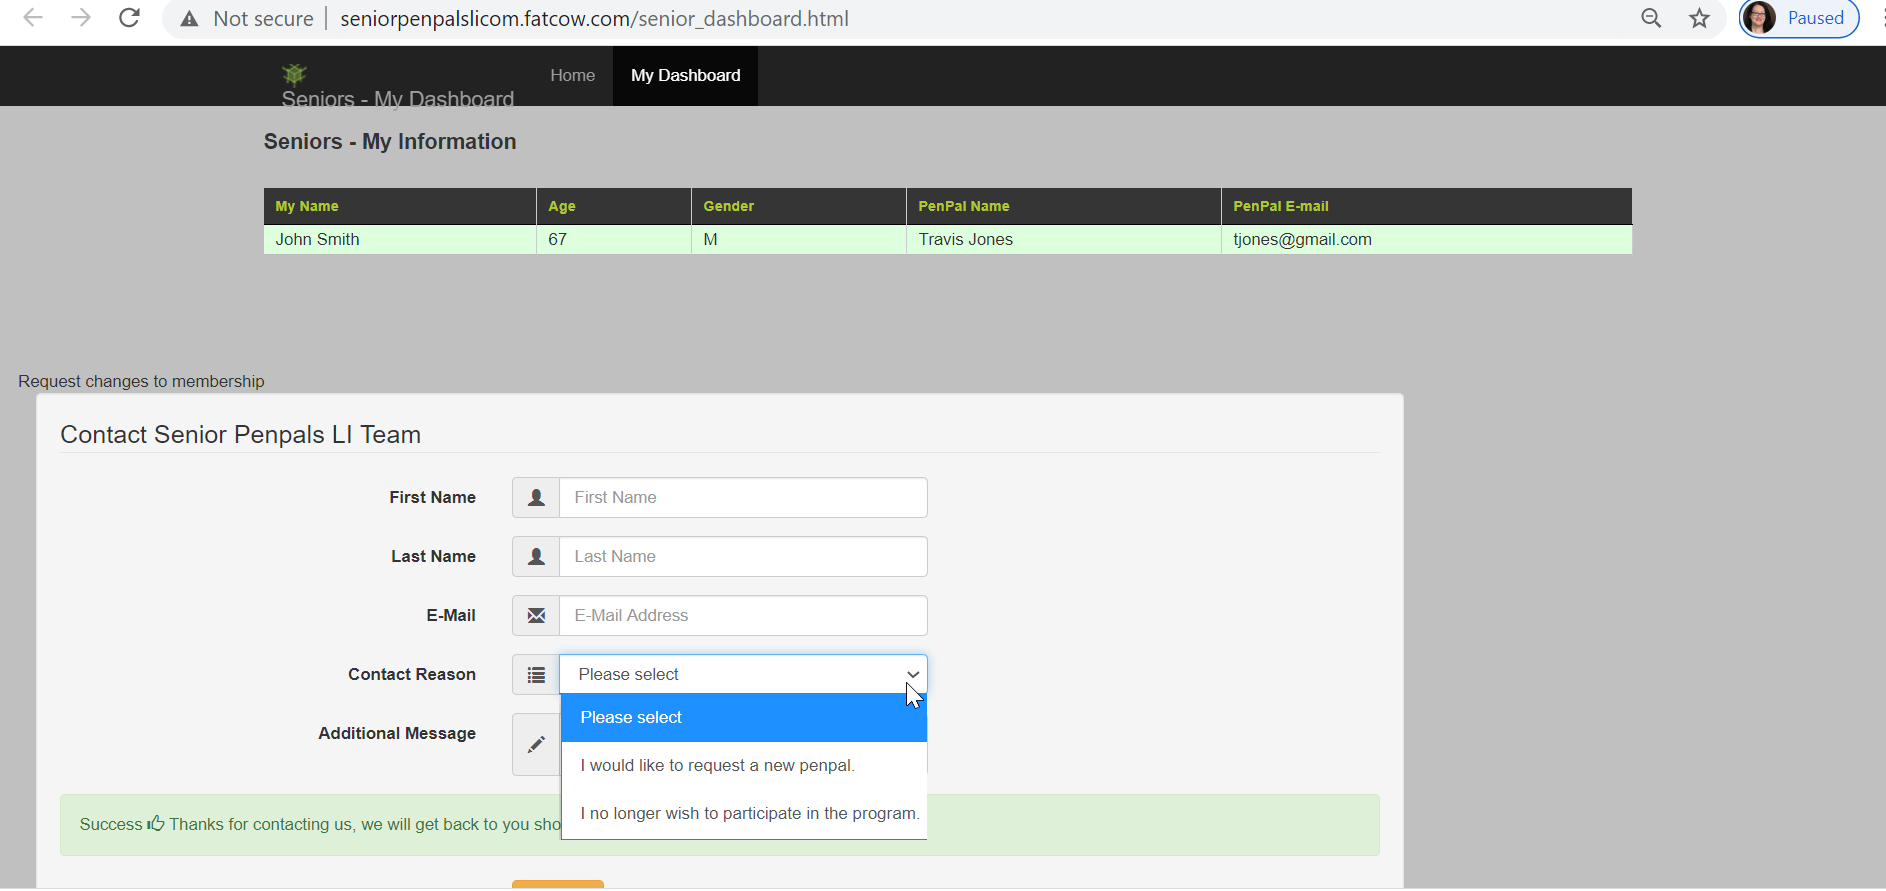 Not secure | seniorpenpalslicom.fatcow.com/senior_dashboard.html Paused
Home My Dashboard
Seniors - My Dashboard
Seniors - My Information
My Name Age Gender PenPal Name PenPal E-mail
John Smith 67 M Travis Jones tjones@gmail.com
Request changes to membership
Contact Senior Penpals LI Team
First Name First Name
Last Name Last Name
E-Mail E-Mail Address
Contact Reason Please select
Please select
Additional Message
I would like to request a new penpal.
I no longer wish to participate in the program.
Success Thanks for contacting us, we will get back to you sho